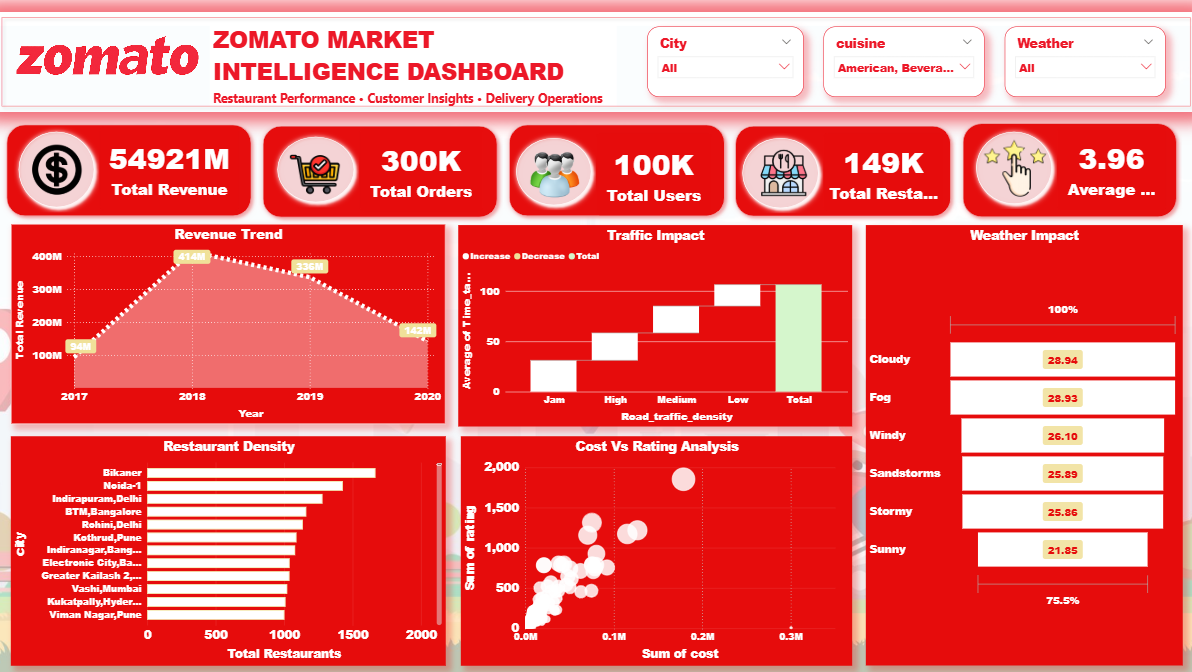 zomato
ZOMATO MARKET
INTELLIGENCE DASHBOARD
Restaurant Performance • Customer Insights • Delivery Operations
City
All
cuisine
American, Bevera...
Weather
All
54921M
Total Revenue
300K
Total Orders
100K
Total Users
149K
Total Resta...
3.96
Average ...
Revenue Trend
Total Revenue
400M
300M
200M
100M
94M
414M
336M
142M
2017 2018 2019 2020
Year
Traffic Impact
Increase Decrease Total
Average of Time_ta...
100
50
0
Jam High Medium Low Total
Road_traffic_density
Weather Impact
100%
Cloudy 28.94
Fog 28.93
Windy 26.10
Sandstorms 25.89
Stormy 25.86
Sunny 21.85
75.5%
Restaurant Density
city
Bikaner
Noida-1
Indirapuram,Delhi
BTM,Bangalore
Rohini,Delhi
Kothrud,Pune
Indiranagar,Bang...
Electronic City,Ba...
Greater Kailash 2,...
Vashi,Mumbai
Kukatpally,Hyder...
Viman Nagar,Pune
0 500 1000 1500 2000
Total Restaurants
Cost Vs Rating Analysis
Sum of rating
2,000
1,500
1,000
500
0
0.0M 0.1M 0.2M 0.3M
Sum of cost